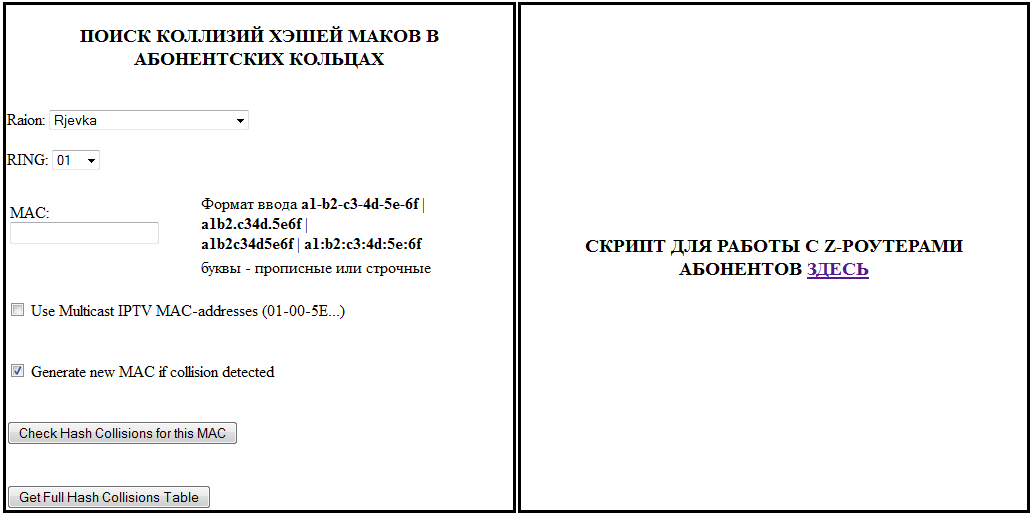 ПОИСК КОЛЛИЗИЙ ХЭШЕЙ МАКОВ В
АБОНЕНТСКИХ КОЛЬЦАХ
Raion: Rjevka
RING: 01
MAC:
Формат ввода a1-b2-c3-4d-5e-6f |
a1b2.c34d.5e6f |
a1b2c34d5e6f | a1:b2:c3:4d:5e:6f
буквы - прописные или строчные
Use Multicast IPTV MAC-addresses (01-00-5E...)
Generate new MAC if collision detected
Check Hash Collisions for this MAC
Get Full Hash Collisions Table
СКРИПТ ДЛЯ РАБОТЫ С Z-РОУТЕРАМИ
АБОНЕНТОВ ЗДЕСЬ